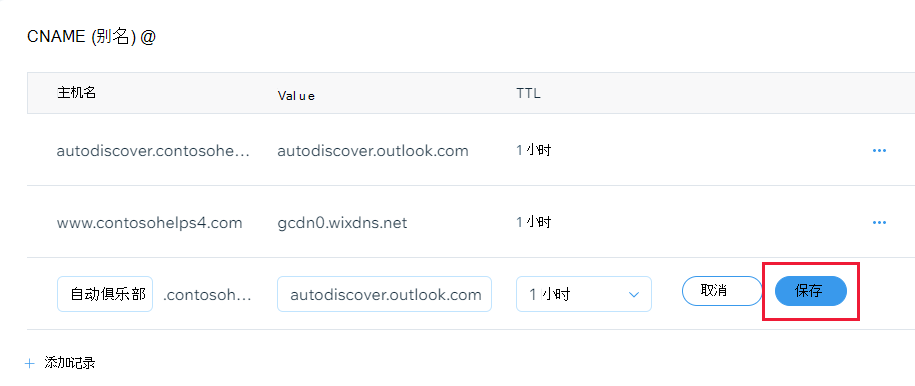 CNAME (别名) @
主机名 Value TTL
autodiscover.contosohe... autodiscover.outlook.com 1 小时 ...
www.contosohelps4.com gcdn0.wixdns.net 1 小时 ...
自动俱乐部 .contosoh... autodiscover.outlook.com 1 小时 取消 保存
+ 添加记录